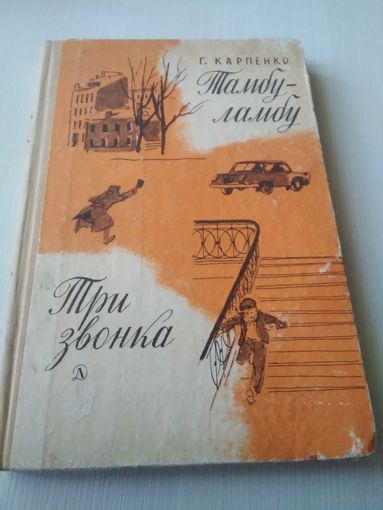 Г. КАРПЕНКО
Тамбу-
ламбу
Три
звонка
Д